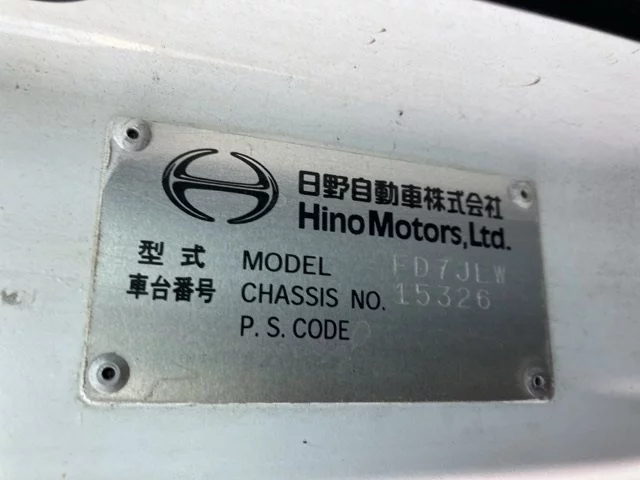 日野自動車株式会社
Hino Motors, Ltd.
型式 MODEL FD7JLW
車台番号 CHASSIS NO. 15326
P. S. CODE